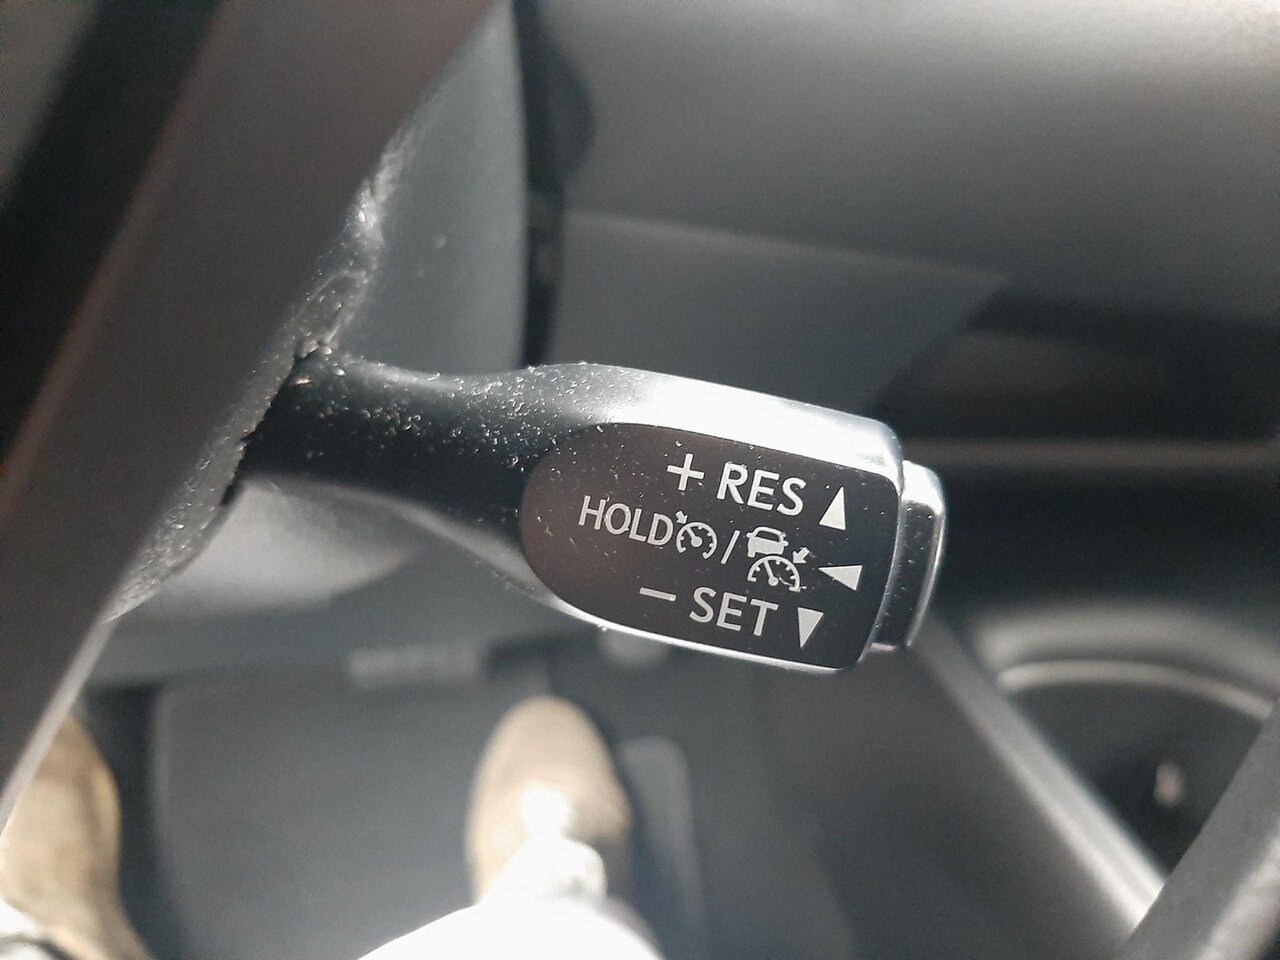 + RES ▲
HOLD / ◀
− SET ▼